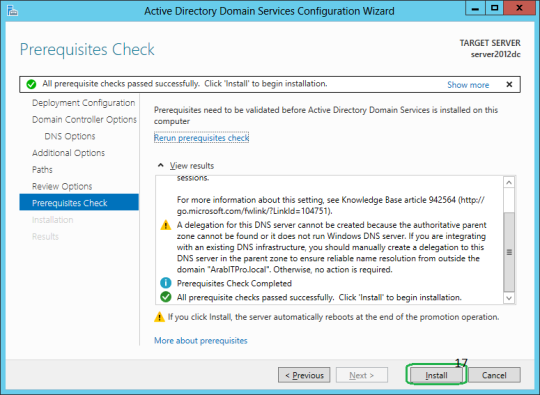 Active Directory Domain Services Configuration Wizard
Prerequisites Check
TARGET SERVER
server2012dc
All prerequisite checks passed successfully. Click 'Install' to begin installation.
Show more
Deployment Configuration
Domain Controller Options
DNS Options
Additional Options
Paths
Review Options
Prerequisites Check
Installation
Results
Prerequisites need to be validated before Active Directory Domain Services is installed on this
computer
Rerun prerequisites check
View results
sessions.
For more information about this setting, see Knowledge Base article 942564 (http://
go.microsoft.com/fwlink/?LinkId=104751).
A delegation for this DNS server cannot be created because the authoritative parent
zone cannot be found or it does not run Windows DNS server. If you are integrating
with an existing DNS infrastructure, you should manually create a delegation to this
DNS server in the parent zone to ensure reliable name resolution from outside the
domain "ArabITPro.local". Otherwise, no action is required.
Prerequisites Check Completed
All prerequisite checks passed successfully. Click 'Install' to begin installation.
If you click Install, the server automatically reboots at the end of the promotion operation.
More about prerequisites
17
< Previous
Next >
Install
Cancel